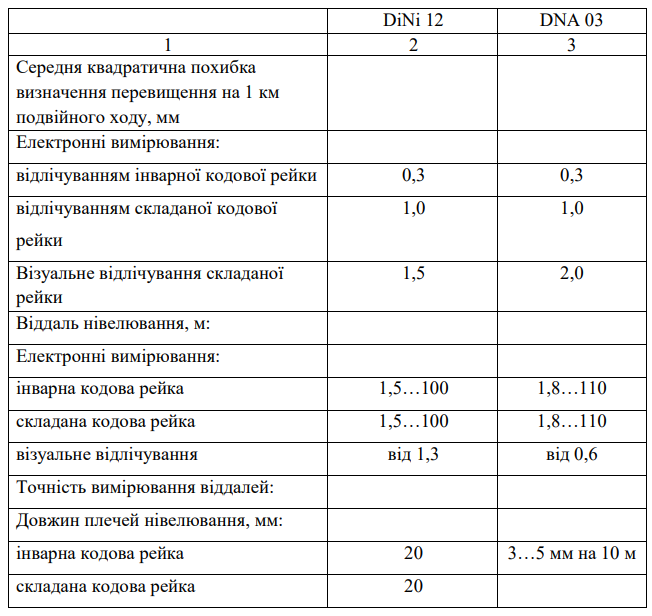 DiNi 12 DNA 03
1 2 3
Середня квадратична похибка
визначення перевищення на 1 км
подвійного ходу, мм
Електронні вимірювання:
відлічуванням інварної кодової рейки 0,3 0,3
відлічуванням складаної кодової 1,0 1,0
рейки
Візуальне відлічування складаної 1,5 2,0
рейки
Віддаль нівелювання, м:
Електронні вимірювання:
інварна кодова рейка 1,5…100 1,8…110
складана кодова рейка 1,5…100 1,8…110
візуальне відлічування від 1,3 від 0,6
Точність вимірювання віддалей:
Довжин плечей нівелювання, мм:
інварна кодова рейка 20 3…5 мм на 10 м
складана кодова рейка 20